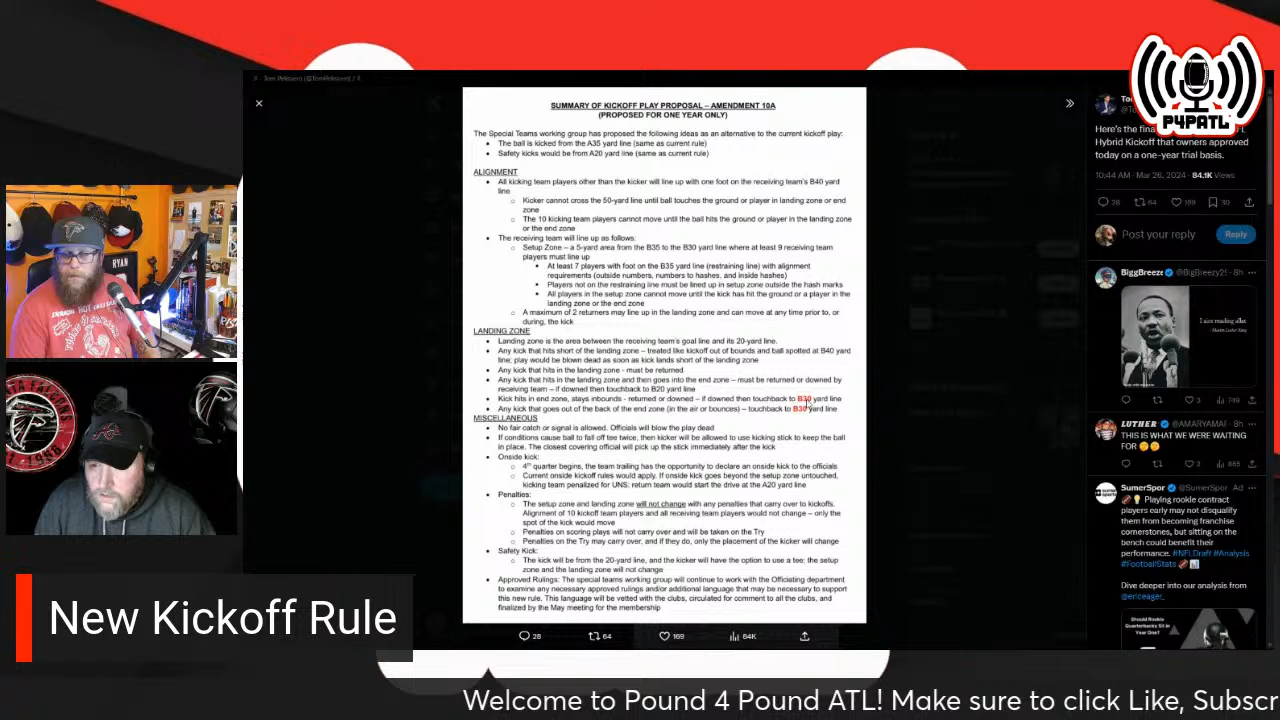 X Tom Pelissero (@TomPelissero) / X
SUMMARY OF KICKOFF PLAY PROPOSAL – AMENDMENT 10A
(PROPOSED FOR ONE YEAR ONLY)
The Special Teams working group has proposed the following ideas as an alternative to the current kickoff play:
• The ball is kicked from the A35 yard line (same as current rule)
• Safety kicks would be from A20 yard line (same as current rule)
ALIGNMENT
• All kicking team players other than the kicker will line up with one foot on the receiving team's B40 yard
line
o Kicker cannot cross the 50-yard line until ball touches the ground or player in landing zone or end
zone
o The 10 kicking team players cannot move until the ball hits the ground or player in the landing zone
or the end zone
• The receiving team will line up as follows:
o Setup Zone – a 5-yard area from the B35 to the B30 yard line where at least 9 receiving team
players must line up
▪ At least 7 players with foot on the B35 yard line (restraining line) with alignment
requirements (outside numbers, numbers to hashes, and inside hashes)
▪ Players not on the restraining line must be lined up in setup zone outside the hash marks
▪ All players in the setup zone cannot move until the kick has hit the ground or a player in the
landing zone or the end zone
o A maximum of 2 returners may line up in the landing zone and can move at any time prior to, or
during, the kick
LANDING ZONE
• Landing zone is the area between the receiving team's goal line and its 20-yard line.
• Any kick that hits short of the landing zone – treated like kickoff out of bounds and ball spotted at B40 yard
line; play would be blown dead as soon as kick lands short of the landing zone
• Any kick that hits in the landing zone - must be returned
• Any kick that hits in the landing zone and then goes into the end zone – must be returned or downed by
receiving team – if downed then touchback to B20 yard line
• Kick hits in end zone, stays inbounds - returned or downed – if downed then touchback to B30 yard line
• Any kick that goes out of the back of the end zone (in the air or bounces) – touchback to B30 yard line
MISCELLANEOUS
• No fair catch or signal is allowed. Officials will blow the play dead
• If conditions cause ball to fall off tee twice, then kicker will be allowed to use kicking stick to keep the ball
in place. The closest covering official will pick up the stick immediately after the kick
• Onside kick:
o 4th quarter begins, the team trailing has the opportunity to declare an onside kick to the officials
o Current onside kickoff rules would apply. If onside kick goes beyond the setup zone untouched,
kicking team penalized for UNS; return team would start the drive at the A20 yard line
• Penalties:
o The setup zone and landing zone will not change with any penalties that carry over to kickoffs.
Alignment of 10 kickoff team players and all receiving team players would not change – only the
spot of the kick would move
o Penalties on scoring plays will not carry over and will be taken on the Try
o Penalties on the Try may carry over, and if they do, only the placement of the kicker will change
• Safety Kick:
o The kick will be from the 20-yard line, and the kicker will have the option to use a tee; the setup
zone and the landing zone will not change
• Approved Rulings: The special teams working group will continue to work with the Officiating department
to examine any necessary approved rulings and/or additional language that may be necessary to support
this new rule. This language will be vetted with the clubs, circulated for comment to all the clubs, and
finalized by the May meeting for the membership
28 64 169 84K
P4PATL
Here's the fina
Hybrid Kickoff that owners approved
today on a one-year trial basis.
10:44 AM · Mar 26, 2024 · 84.1K Views
28 64 169 30
Post your reply
Reply
BiggBreeze @BigBreezy2 · 8h
I aint reading allat
Martin Luther King
3 749
LUTHER @AMARYAMAI · 8h
THIS IS WHAT WE WERE WAITING
FOR
2 865
SumerSpor @SumerSpor Ad
Playing rookie contract
players early may not disqualify
them from becoming franchise
cornerstones, but sitting on the
bench could benefit their
performance. #NFLDraft #Analysis
#FootballStats
Dive deeper into our analysis from
@ericeager_
Should Rookie
Quarterbacks Sit in
Year One?
RYAN
New Kickoff Rule
Welcome to Pound 4 Pound ATL! Make sure to click Like, Subscr